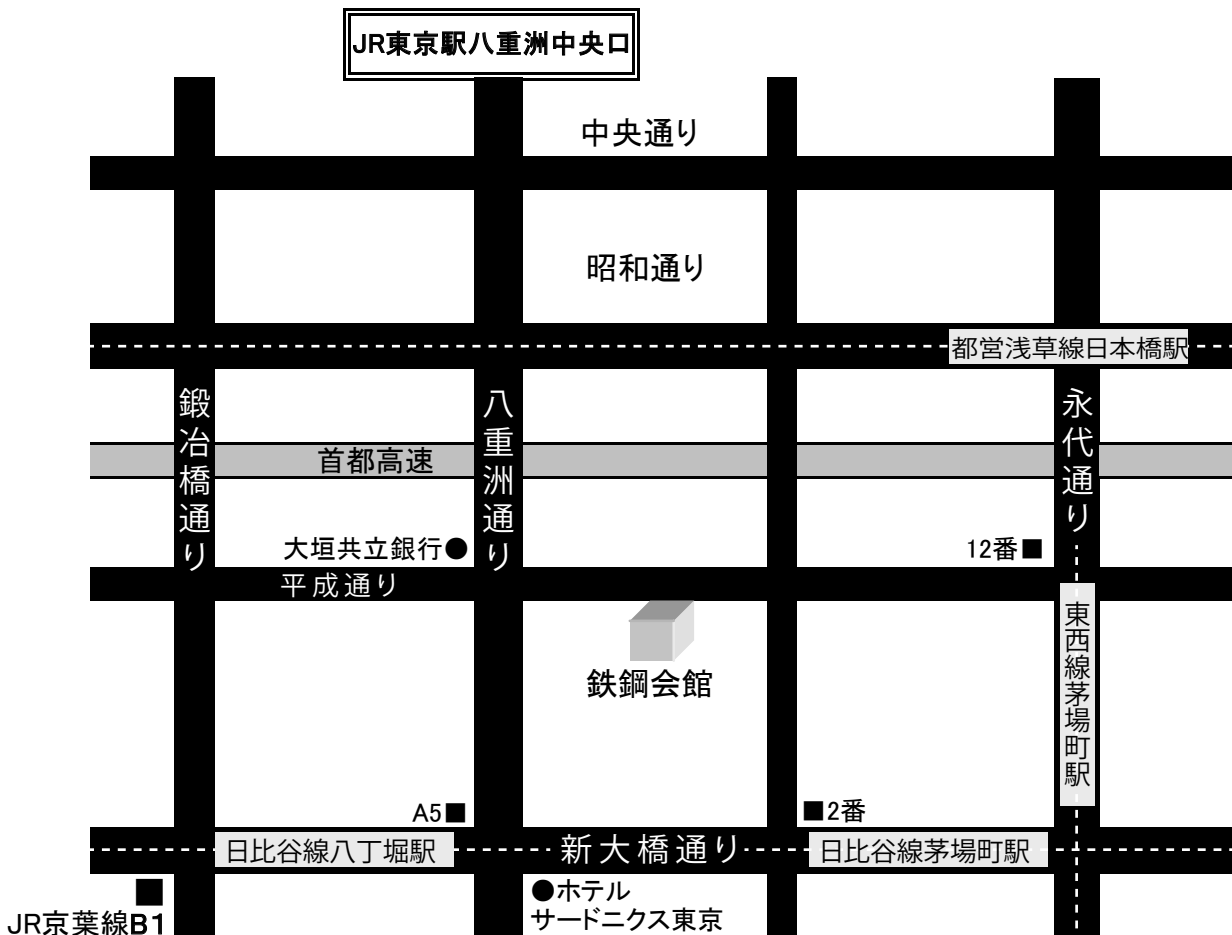 JR東京駅八重洲中央口
中央通り
昭和通り
都営浅草線日本橋駅
鍛冶橋通り
八重洲通り
永代通り
首都高速
大垣共立銀行●
12番■
平成通り
鉄鋼会館
東西線茅場町駅
A5■
■2番
日比谷線八丁堀駅
新大橋通り
日比谷線茅場町駅
■
JR京葉線B1
●ホテル
サードニクス東京